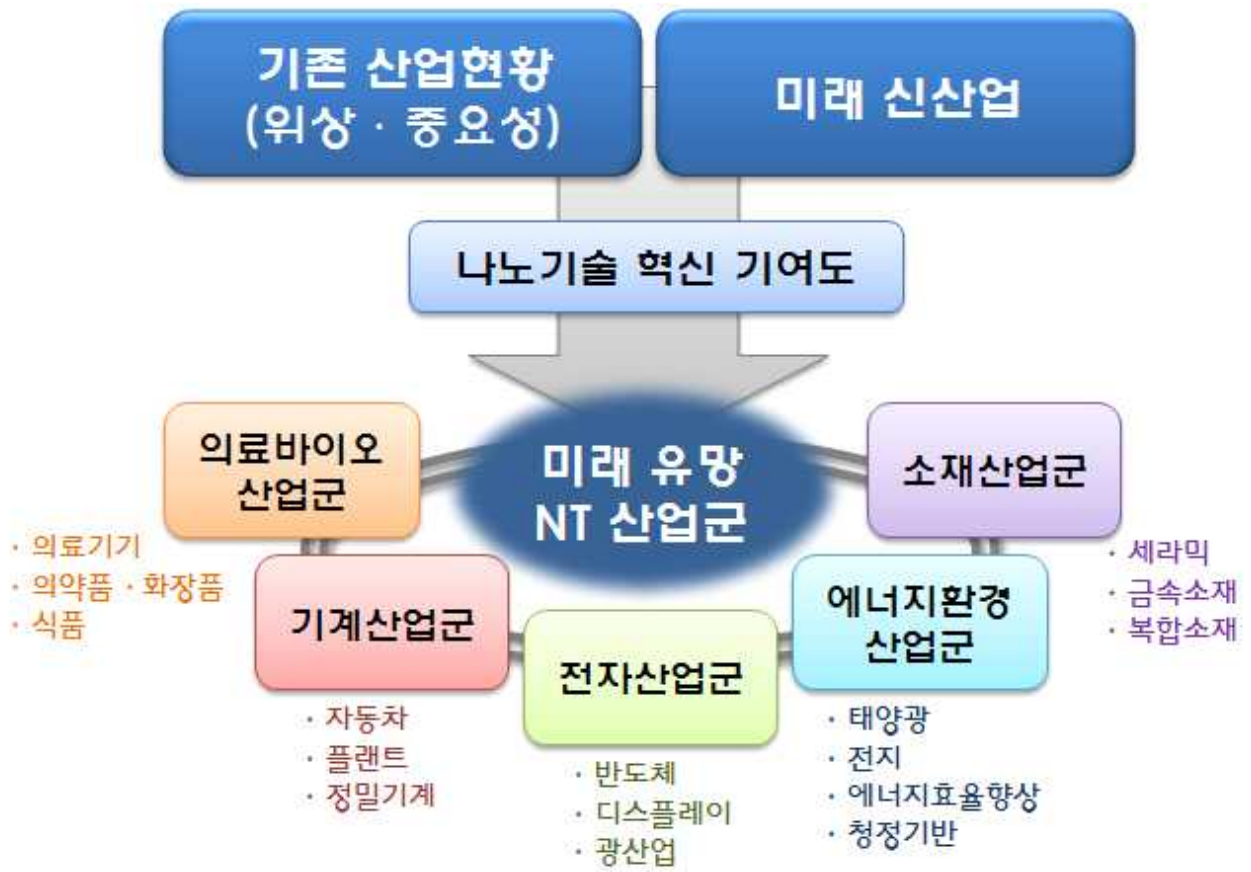 기존 산업현황
(위상 · 중요성)
미래 신산업
나노기술 혁신 기여도
미래 유망
NT 산업군
의료바이오
산업군
· 의료기기
· 의약품 · 화장품
· 식품
기계산업군
· 자동차
· 플랜트
· 정밀기계
전자산업군
· 반도체
· 디스플레이
· 광산업
에너지환경
산업군
· 태양광
· 전지
· 에너지효율향상
· 청정기반
소재산업군
· 세라믹
· 금속소재
· 복합소재